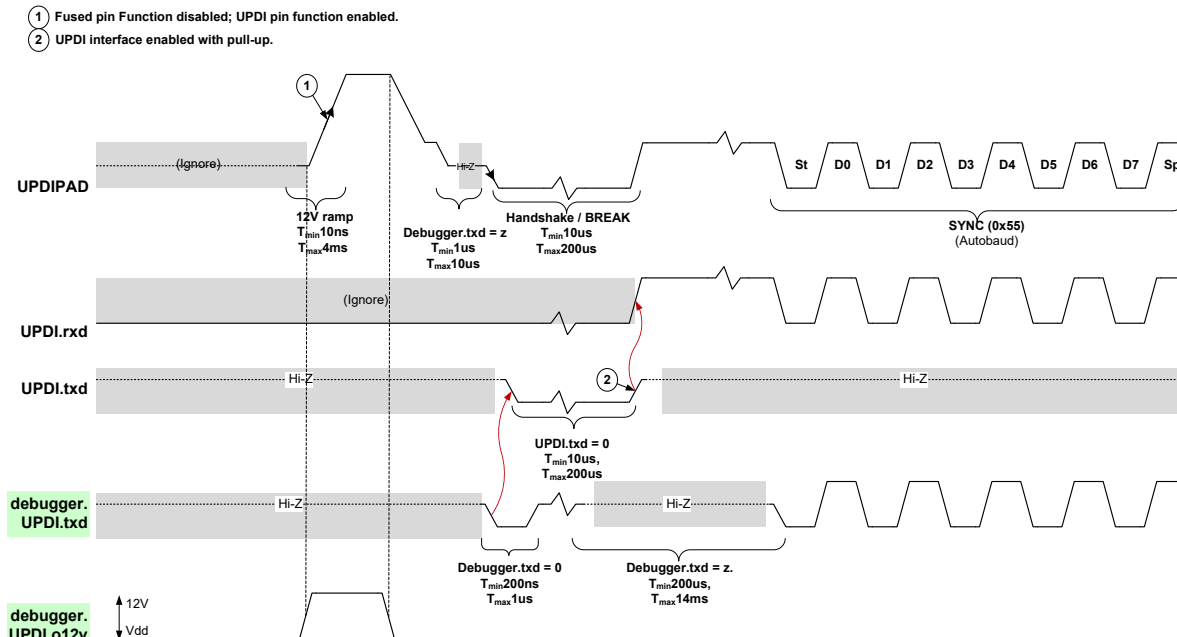 1 Fused pin Function disabled; UPDI pin function enabled.
2 UPDI interface enabled with pull-up.
1
(Ignore)
Hi-Z
St D0 D1 D2 D3 D4 D5 D6 D7 Sp
UPDIPAD
12V ramp
Tmin10ns
Tmax4ms
Debugger.txd = z
Tmin1us
Tmax10us
Handshake / BREAK
Tmin10us
Tmax200us
SYNC (0x55)
(Autobaud)
(Ignore)
UPDI.rxd
Hi-Z
2
Hi-Z
UPDI.txd
UPDI.txd = 0
Tmin10us,
Tmax200us
debugger.
UPDI.txd
Hi-Z
Hi-Z
Debugger.txd = 0
Tmin200ns
Tmax1us
Debugger.txd = z.
Tmin200us,
Tmax14ms
debugger.
UPDI.o12v
12V
Vdd